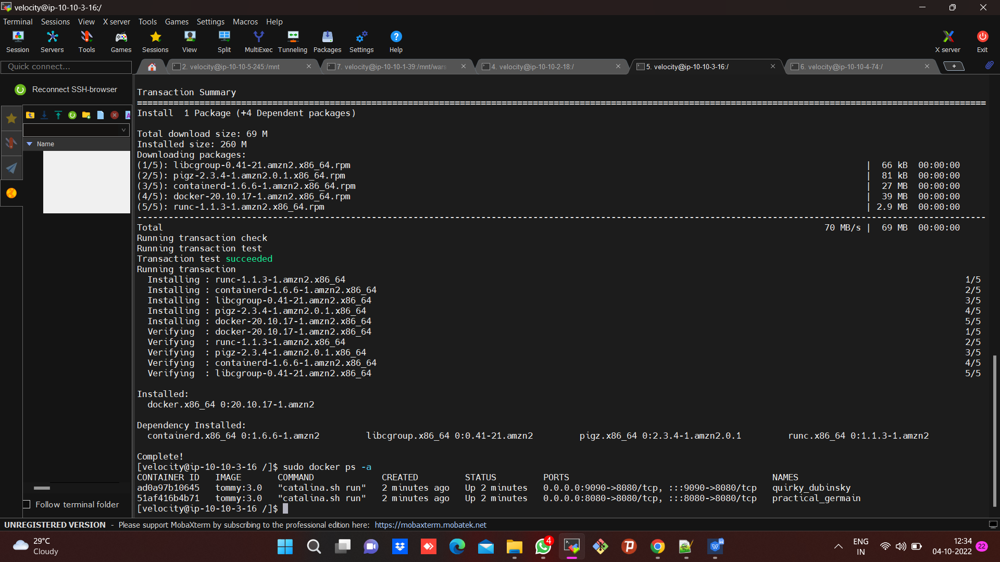 velocity@ip-10-10-3-16:/
Terminal Sessions View X server Tools Games Settings Macros Help
Session Servers Tools Games Sessions View Split MultiExec Tunneling Packages Settings Help X server Exit
Quick connect...
2. velocity@ip-10-10-5-245:/mnt
7. velocity@ip-10-10-1-39:/mnt/wars
4. velocity@ip-10-10-2-18:/
5. velocity@ip-10-10-3-16:/
6. velocity@ip-10-10-4-74:/
Reconnect SSH-browser
Name
Follow terminal folder
Transaction Summary
================================================================================
Install  1 Package (+4 Dependent packages)
Total download size: 69 M
Installed size: 260 M
Downloading packages:
(1/5): libcgroup-0.41-21.amzn2.x86_64.rpm | 66 kB 00:00:00
(2/5): pigz-2.3.4-1.amzn2.0.1.x86_64.rpm | 81 kB 00:00:00
(3/5): containerd-1.6.6-1.amzn2.x86_64.rpm | 27 MB 00:00:00
(4/5): docker-20.10.17-1.amzn2.x86_64.rpm | 39 MB 00:00:00
(5/5): runc-1.1.3-1.amzn2.x86_64.rpm | 2.9 MB 00:00:00
--------------------------------------------------------------------------------
Total 70 MB/s | 69 MB 00:00:00
Running transaction check
Running transaction test
Transaction test succeeded
Running transaction
Installing : runc-1.1.3-1.amzn2.x86_64 1/5
Installing : containerd-1.6.6-1.amzn2.x86_64 2/5
Installing : libcgroup-0.41-21.amzn2.x86_64 3/5
Installing : pigz-2.3.4-1.amzn2.0.1.x86_64 4/5
Installing : docker-20.10.17-1.amzn2.x86_64 5/5
Verifying : docker-20.10.17-1.amzn2.x86_64 1/5
Verifying : runc-1.1.3-1.amzn2.x86_64 2/5
Verifying : pigz-2.3.4-1.amzn2.0.1.x86_64 3/5
Verifying : containerd-1.6.6-1.amzn2.x86_64 4/5
Verifying : libcgroup-0.41-21.amzn2.x86_64 5/5
Installed:
docker.x86_64 0:20.10.17-1.amzn2
Dependency Installed:
containerd.x86_64 0:1.6.6-1.amzn2 libcgroup.x86_64 0:0.41-21.amzn2 pigz.x86_64 0:2.3.4-1.amzn2.0.1 runc.x86_64 0:1.1.3-1.amzn2
Complete!
[velocity@ip-10-10-3-16 /]$ sudo docker ps -a
CONTAINER ID IMAGE COMMAND CREATED STATUS PORTS NAMES
ad0a97b10645 tommy:3.0 "catalina.sh run" 2 minutes ago Up 2 minutes 0.0.0.0:9090->8080/tcp, :::9090->8080/tcp quirky_dubinsky
51af416b4b71 tommy:3.0 "catalina.sh run" 2 minutes ago Up 2 minutes 0.0.0.0:8080->8080/tcp, :::8080->8080/tcp practical_germain
[velocity@ip-10-10-3-16 /]$
UNREGISTERED VERSION - Please support MobaXterm by subscribing to the professional edition here: https://mobaxterm.mobatek.net
29°C
Cloudy
4
ENG
IN
12:34
04-10-2022
22